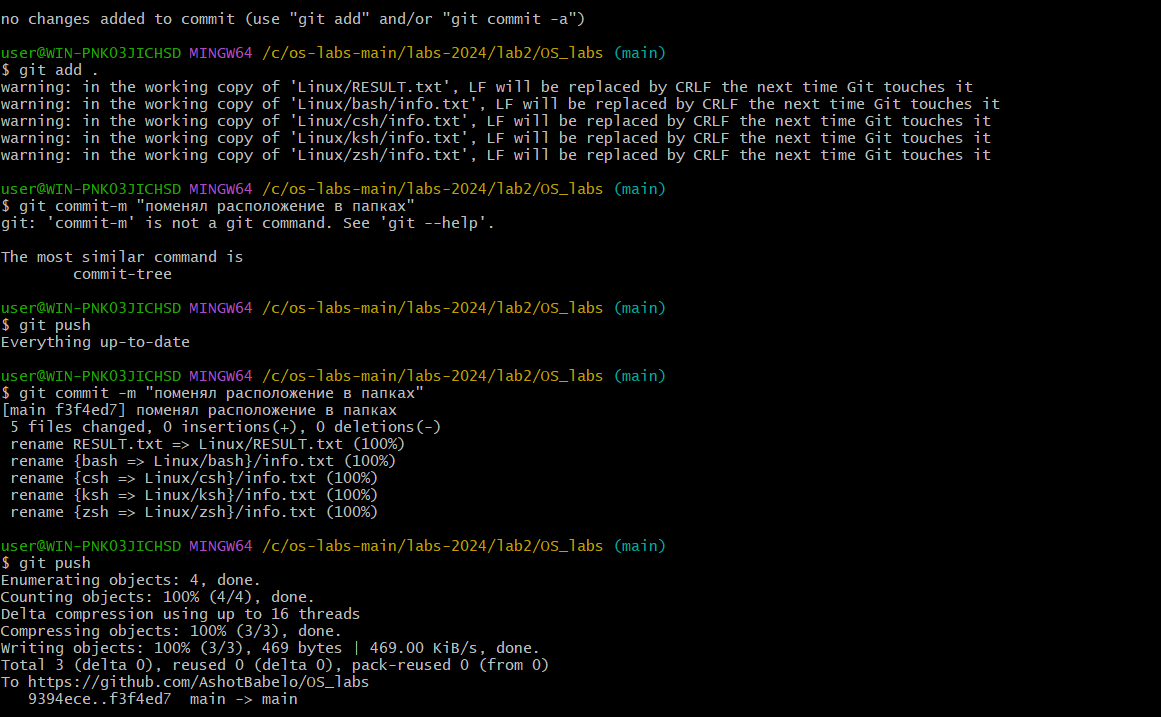 no changes added to commit (use "git add" and/or "git commit -a")
user@WIN-PNKO3JICHSD MINGW64 /c/os-labs-main/labs-2024/lab2/OS_labs (main)
$ git add .
warning: in the working copy of 'Linux/RESULT.txt', LF will be replaced by CRLF the next time Git touches it
warning: in the working copy of 'Linux/bash/info.txt', LF will be replaced by CRLF the next time Git touches it
warning: in the working copy of 'Linux/csh/info.txt', LF will be replaced by CRLF the next time Git touches it
warning: in the working copy of 'Linux/ksh/info.txt', LF will be replaced by CRLF the next time Git touches it
warning: in the working copy of 'Linux/zsh/info.txt', LF will be replaced by CRLF the next time Git touches it
user@WIN-PNKO3JICHSD MINGW64 /c/os-labs-main/labs-2024/lab2/OS_labs (main)
$ git commit-m "поменял расположение в папках"
git: 'commit-m' is not a git command. See 'git --help'.
The most similar command is
commit-tree
user@WIN-PNKO3JICHSD MINGW64 /c/os-labs-main/labs-2024/lab2/OS_labs (main)
$ git push
Everything up-to-date
user@WIN-PNKO3JICHSD MINGW64 /c/os-labs-main/labs-2024/lab2/OS_labs (main)
$ git commit -m "поменял расположение в папках"
[main f3f4ed7] поменял расположение в папках
5 files changed, 0 insertions(+), 0 deletions(-)
rename RESULT.txt => Linux/RESULT.txt (100%)
rename {bash => Linux/bash}/info.txt (100%)
rename {csh => Linux/csh}/info.txt (100%)
rename {ksh => Linux/ksh}/info.txt (100%)
rename {zsh => Linux/zsh}/info.txt (100%)
user@WIN-PNKO3JICHSD MINGW64 /c/os-labs-main/labs-2024/lab2/OS_labs (main)
$ git push
Enumerating objects: 4, done.
Counting objects: 100% (4/4), done.
Delta compression using up to 16 threads
Compressing objects: 100% (3/3), done.
Writing objects: 100% (3/3), 469 bytes | 469.00 KiB/s, done.
Total 3 (delta 0), reused 0 (delta 0), pack-reused 0 (from 0)
To https://github.com/AshotBabelo/OS_labs
9394ece..f3f4ed7  main -> main